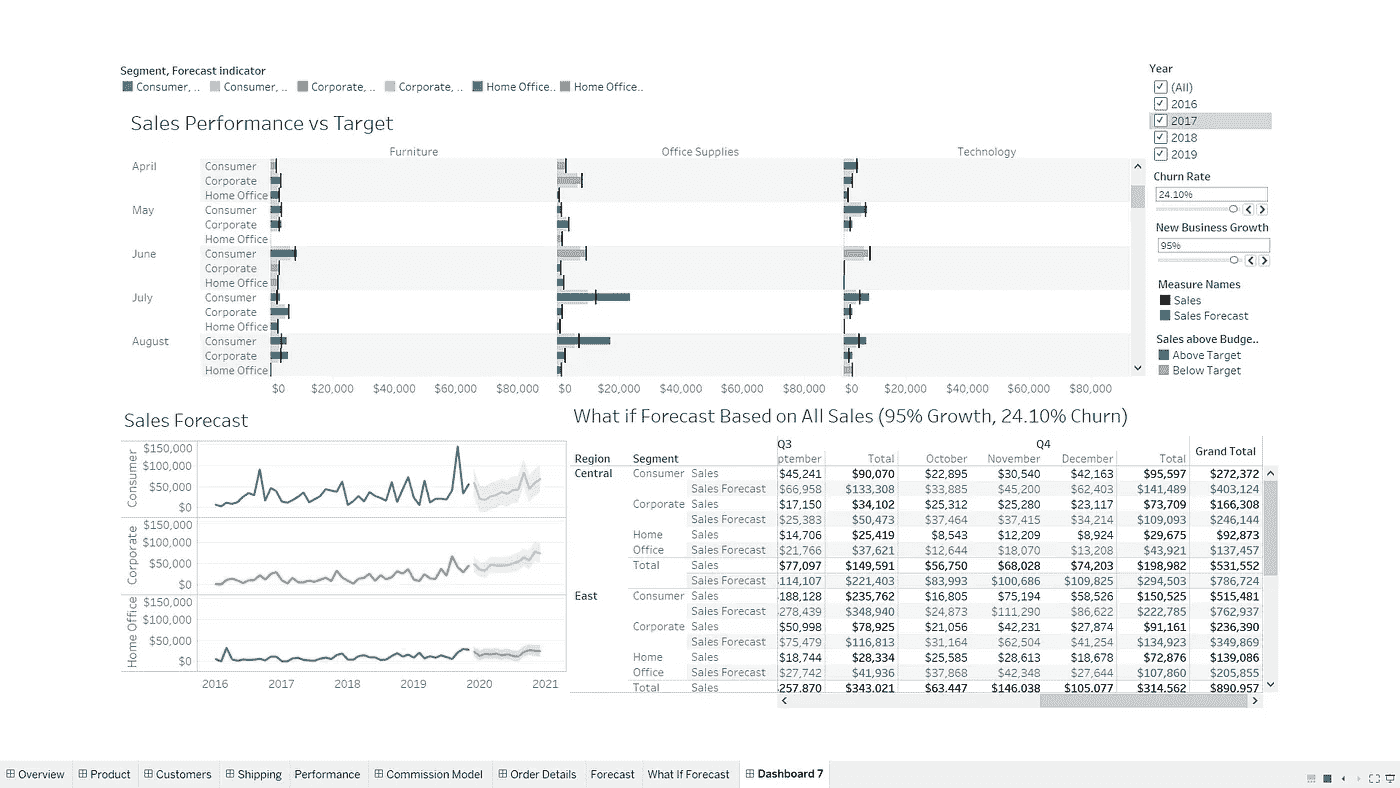 Segment, Forecast indicator
Consumer, .. Consumer, .. Corporate, .. Corporate, .. Home Office.. Home Office..
Sales Performance vs Target
Furniture Office Supplies Technology
April Consumer
Corporate
Home Office
May Consumer
Corporate
Home Office
June Consumer
Corporate
Home Office
July Consumer
Corporate
Home Office
August Consumer
Corporate
Home Office
$0 $20,000 $40,000 $60,000 $80,000 $0 $20,000 $40,000 $60,000 $80,000 $0 $20,000 $40,000 $60,000 $80,000
Year
(All)
2016
2017
2018
2019
Churn Rate
24.10%
New Business Growth
95%
Measure Names
Sales
Sales Forecast
Sales above Budge..
Above Target
Below Target
Sales Forecast
Consumer
$150,000
$100,000
$50,000
$0
Corporate
$150,000
$100,000
$50,000
$0
Home Office
$150,000
$100,000
$50,000
$0
2016 2017 2018 2019 2020 2021
What if Forecast Based on All Sales (95% Growth, 24.10% Churn)
Q3 Q4 Grand Total
Region Segment ptember Total October November December Total
Central Consumer Sales $45,241 $90,070 $22,895 $30,540 $42,163 $95,597 $272,372
Sales Forecast $66,958 $133,308 $33,885 $45,200 $62,403 $141,489 $403,124
Corporate Sales $17,150 $34,102 $25,312 $25,280 $23,117 $73,709 $166,308
Sales Forecast $25,383 $50,473 $37,464 $37,415 $34,214 $109,093 $246,144
Home Sales $14,706 $25,419 $8,543 $12,209 $8,924 $29,675 $92,873
Office Sales Forecast $21,766 $37,621 $12,644 $18,070 $13,208 $43,921 $137,457
Total Sales $77,097 $149,591 $56,750 $68,028 $74,203 $198,982 $531,552
Sales Forecast 114,107 $221,403 $83,993 $100,686 $109,825 $294,503 $786,724
East Consumer Sales 188,128 $235,762 $16,805 $75,194 $58,526 $150,525 $515,481
Sales Forecast 278,439 $348,940 $24,873 $111,290 $86,622 $222,785 $762,937
Corporate Sales $50,998 $78,925 $21,056 $42,231 $27,874 $91,161 $236,390
Sales Forecast $75,479 $116,813 $31,164 $62,504 $41,254 $134,923 $349,869
Home Sales $18,744 $28,334 $25,585 $28,613 $18,678 $72,876 $139,086
Office Sales Forecast $27,742 $41,936 $37,868 $42,348 $27,644 $107,860 $205,855
Total Sales 257,870 $343,021 $63,447 $146,038 $105,077 $314,562 $890,957
Overview Product Customers Shipping Performance Commission Model Order Details Forecast What If Forecast Dashboard 7